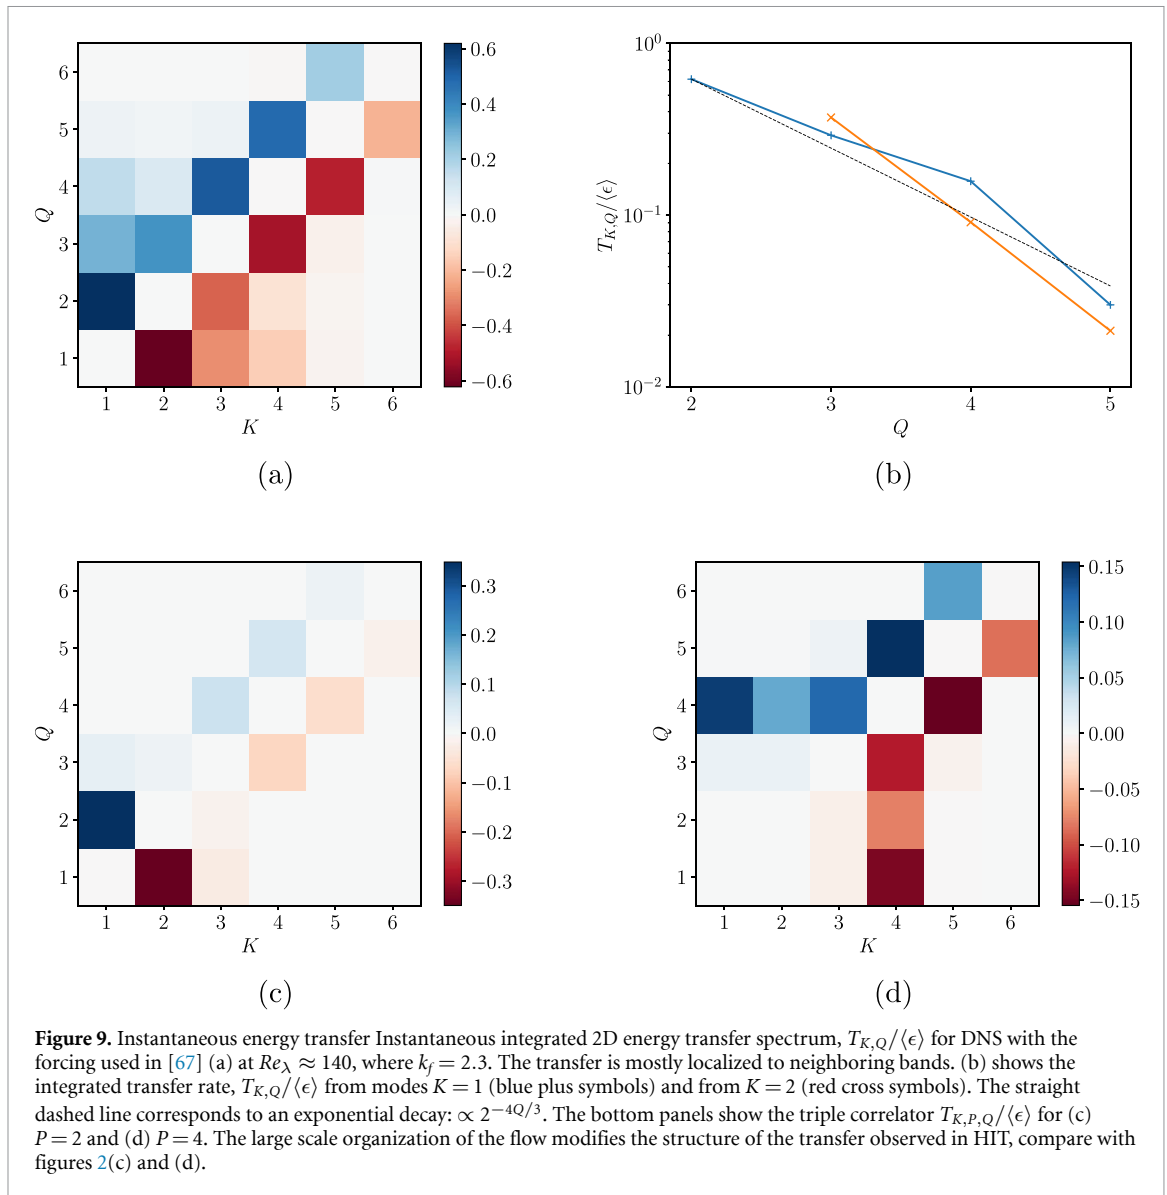 6
5
4
3
2
1
Q
1 2 3 4 5 6
K
0.6
0.4
0.2
0.0
−0.2
−0.4
−0.6
(a)
10⁰
10⁻¹
10⁻²
T_{K,Q}/⟨ϵ⟩
2 3 4 5
Q
(b)
6
5
4
3
2
1
Q
1 2 3 4 5 6
K
0.3
0.2
0.1
0.0
−0.1
−0.2
−0.3
(c)
6
5
4
3
2
1
Q
1 2 3 4 5 6
K
0.15
0.10
0.05
0.00
−0.05
−0.10
−0.15
(d)
Figure 9. Instantaneous energy transfer Instantaneous integrated 2D energy transfer spectrum, T_{K,Q}/⟨ϵ⟩ for DNS with the
forcing used in [67] (a) at Re_λ ≈ 140, where k_f = 2.3. The transfer is mostly localized to neighboring bands. (b) shows the
integrated transfer rate, T_{K,Q}/⟨ϵ⟩ from modes K = 1 (blue plus symbols) and from K = 2 (red cross symbols). The straight
dashed line corresponds to an exponential decay: ∝ 2^{−4Q/3}. The bottom panels show the triple correlator T_{K,P,Q}/⟨ϵ⟩ for (c)
P = 2 and (d) P = 4. The large scale organization of the flow modifies the structure of the transfer observed in HIT, compare with
figures 2(c) and (d).